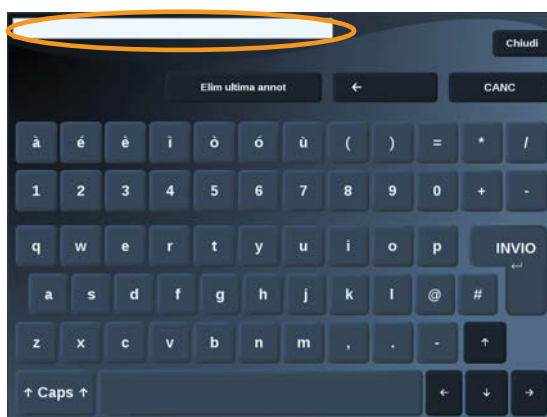 Chiudi
Elim ultima annot ← CANC
à é è ì ò ó ù ( ) = * /
1 2 3 4 5 6 7 8 9 0 + -
q w e r t y u i o p INVIO ↵
a s d f g h j k l @ #
z x c v b n m , . - ↑
↑ Caps ↑ ← ↓ →